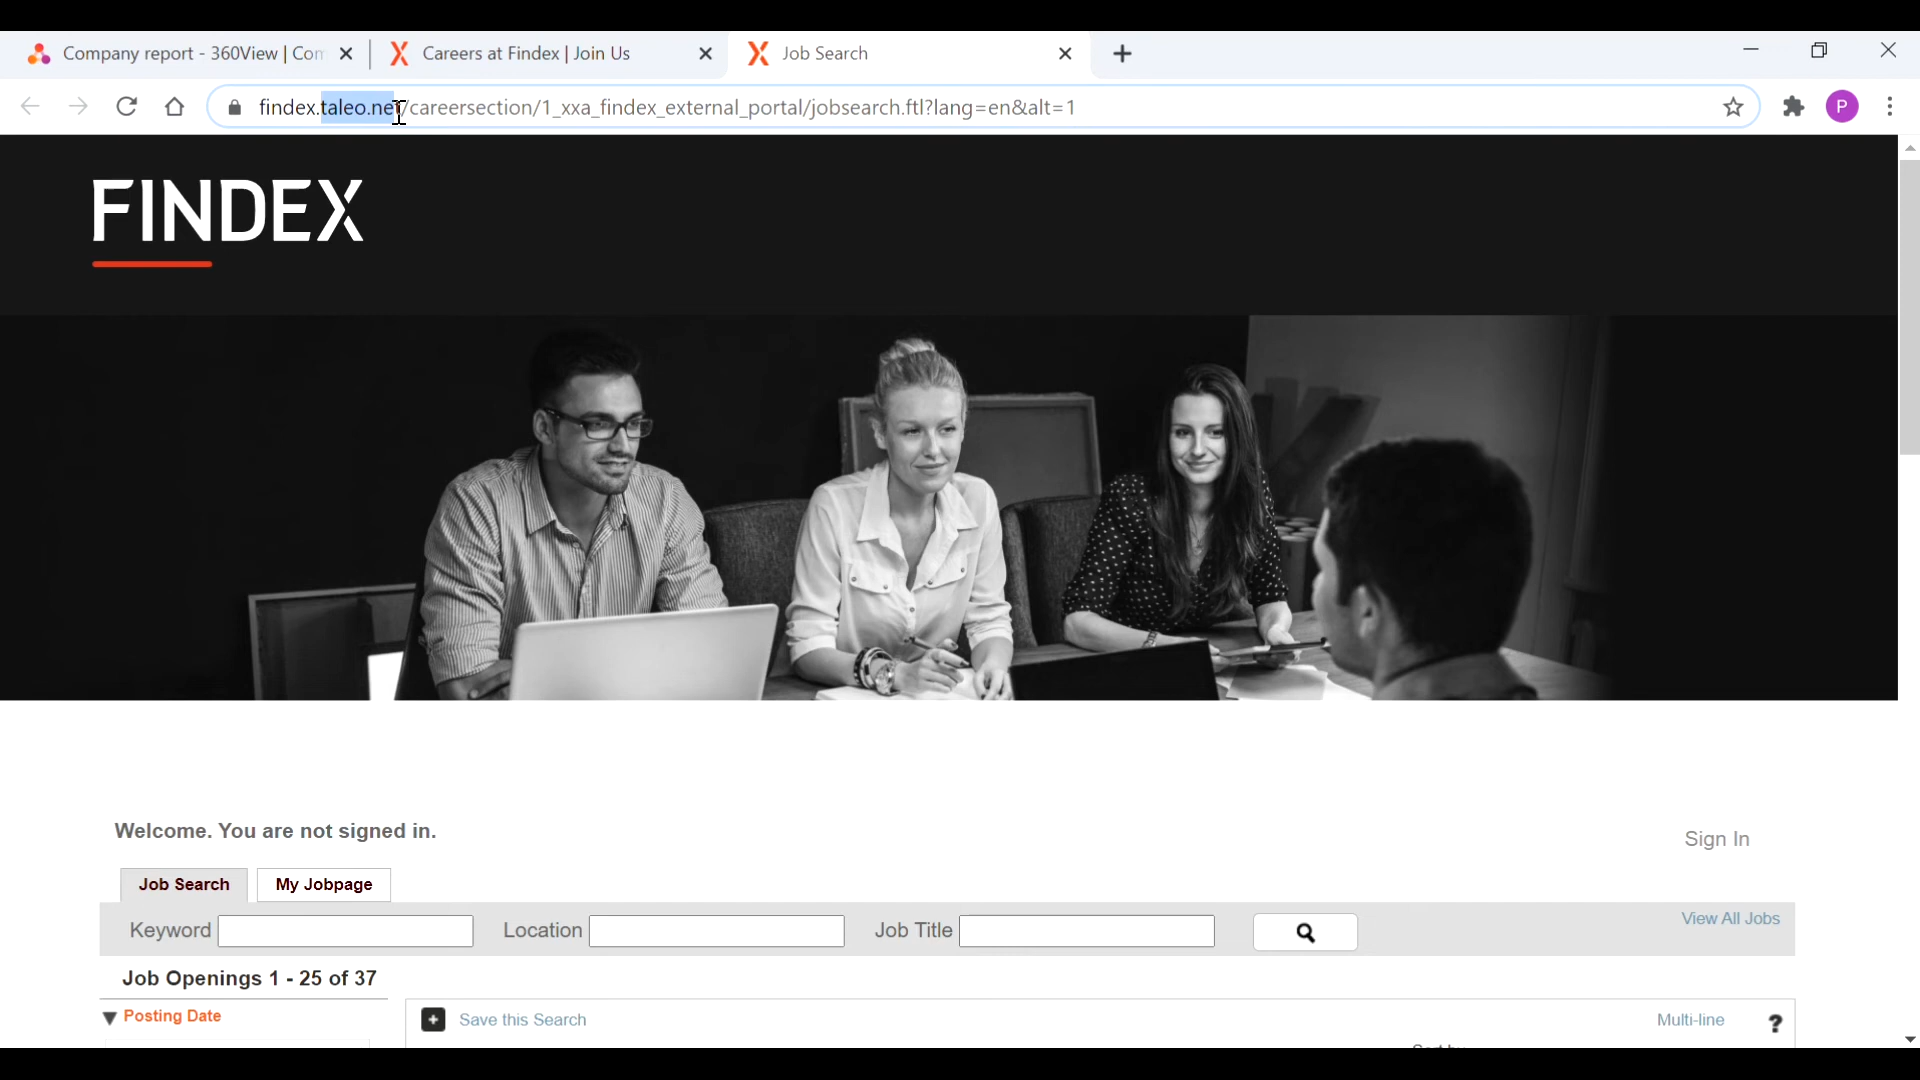 Company report - 360View | Com
Careers at Findex | Join Us
Job Search
findex.taleo.net/careersection/1_xxa_findex_external_portal/jobsearch.ftl?lang=en&alt=1
P
FINDEX
Welcome. You are not signed in.
Sign In
Job Search
My Jobpage
Keyword
Location
Job Title
View All Jobs
Job Openings 1 - 25 of 37
Posting Date
Save this Search
Multi-line
?